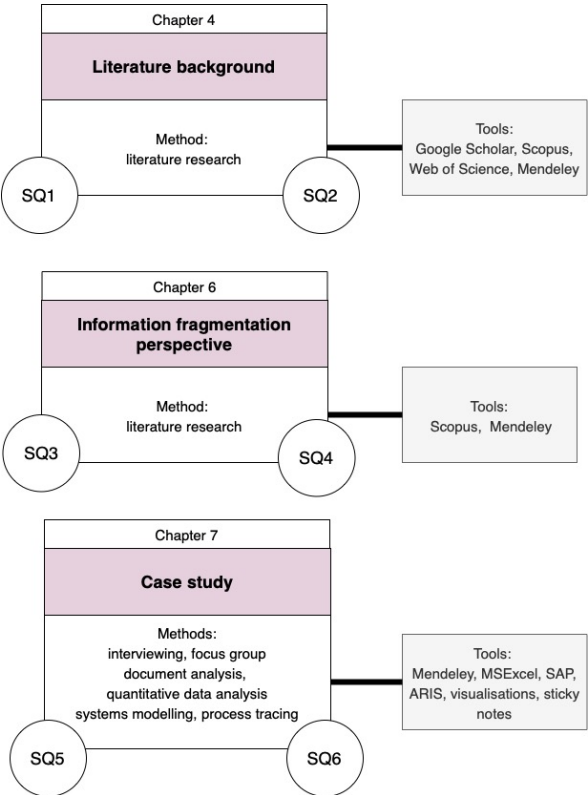 Chapter 4
Literature background
Method:
literature research
SQ1
SQ2
Tools:
Google Scholar, Scopus,
Web of Science, Mendeley
Chapter 6
Information fragmentation
perspective
Method:
literature research
SQ3
SQ4
Tools:
Scopus, Mendeley
Chapter 7
Case study
Methods:
interviewing, focus group
document analysis,
quantitative data analysis
systems modelling, process tracing
SQ5
SQ6
Tools:
Mendeley, MSExcel, SAP,
ARIS, visualisations, sticky
notes